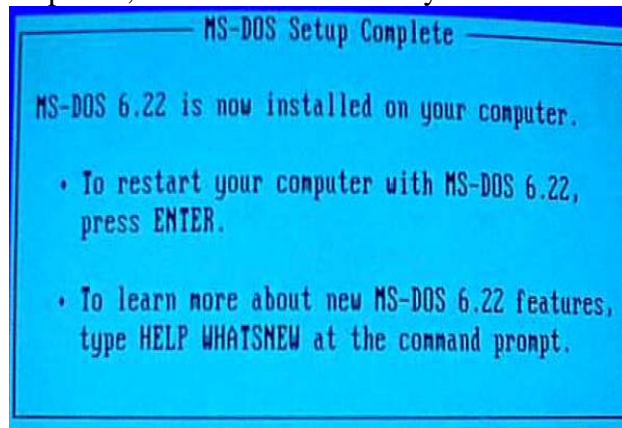 MS-DOS Setup Complete
MS-DOS 6.22 is now installed on your computer.
• To restart your computer with MS-DOS 6.22,
press ENTER.
• To learn more about new MS-DOS 6.22 features,
type HELP WHATSNEW at the command prompt.